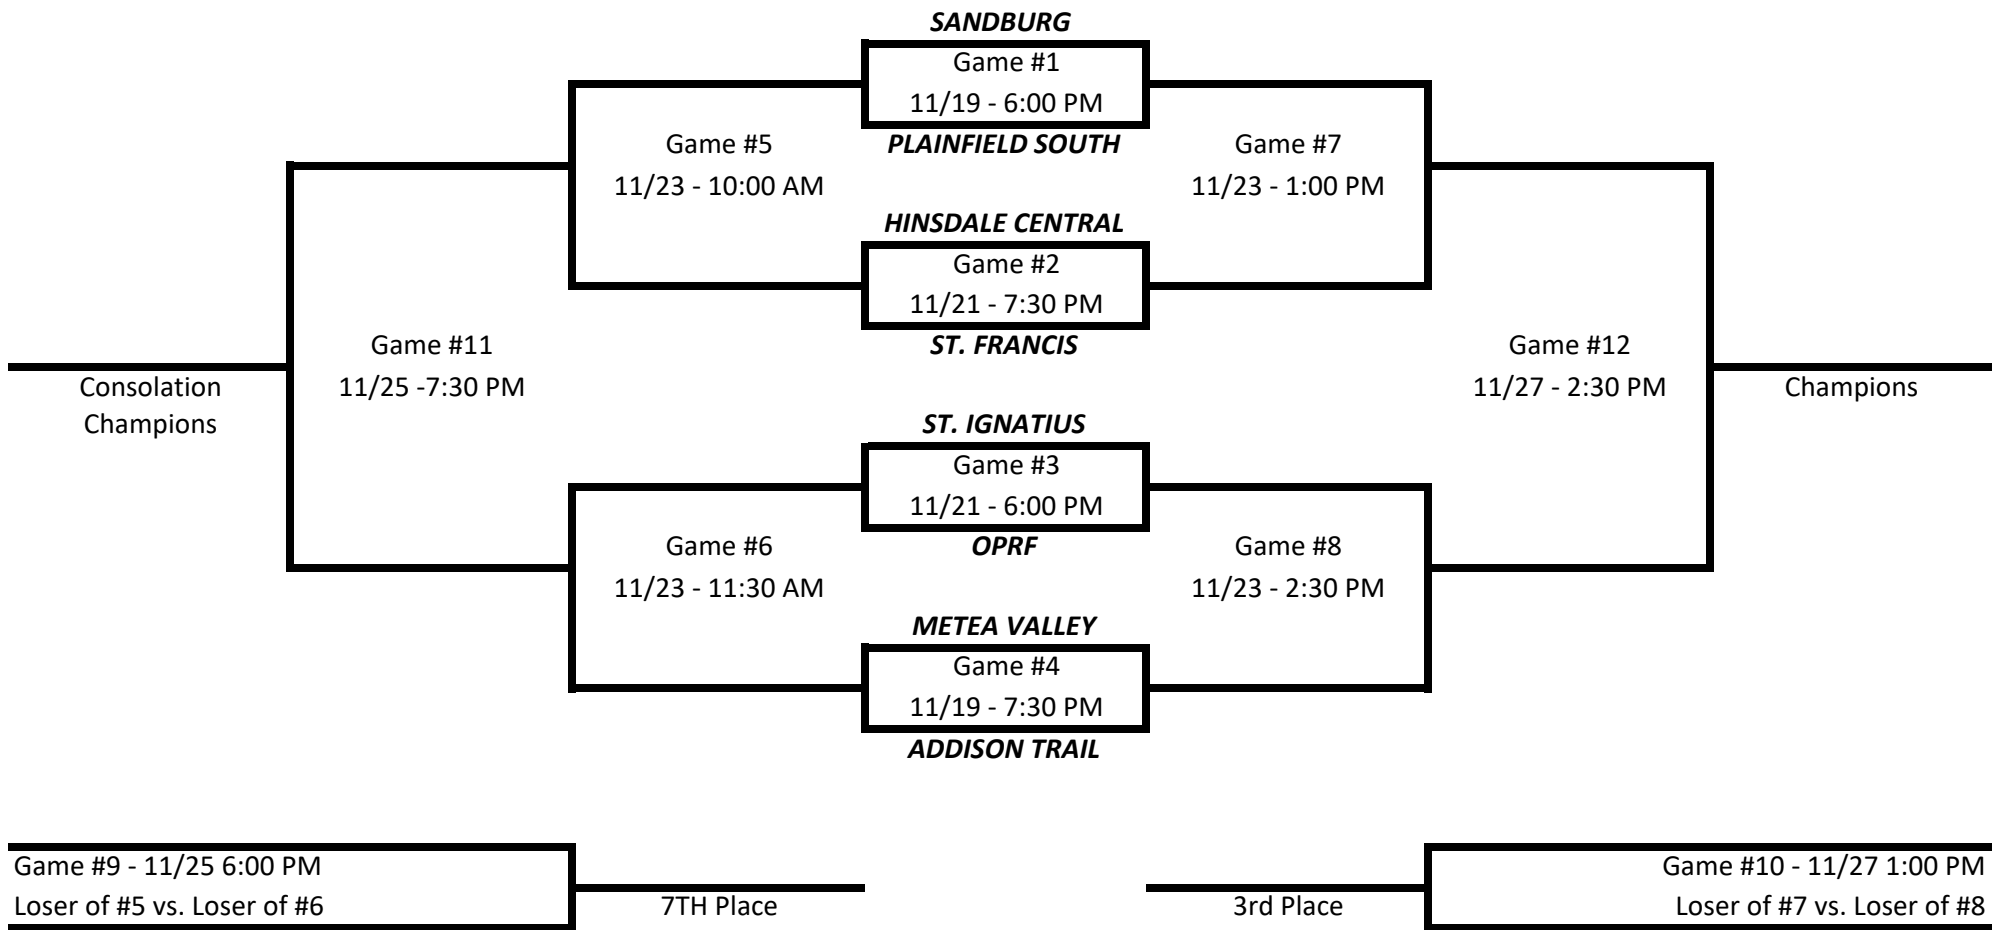 SANDBURG
Game #1
11/19 - 6:00 PM
PLAINFIELD SOUTH
Game #5
11/23 - 10:00 AM
Game #7
11/23 - 1:00 PM
HINSDALE CENTRAL
Game #2
11/21 - 7:30 PM
ST. FRANCIS
Game #11
11/25 -7:30 PM
Consolation
Champions
Game #12
11/27 - 2:30 PM
Champions
ST. IGNATIUS
Game #3
11/21 - 6:00 PM
OPRF
Game #6
11/23 - 11:30 AM
Game #8
11/23 - 2:30 PM
METEA VALLEY
Game #4
11/19 - 7:30 PM
ADDISON TRAIL
Game #9 - 11/25 6:00 PM
Loser of #5 vs. Loser of #6
7TH Place
3rd Place
Game #10 - 11/27 1:00 PM
Loser of #7 vs. Loser of #8